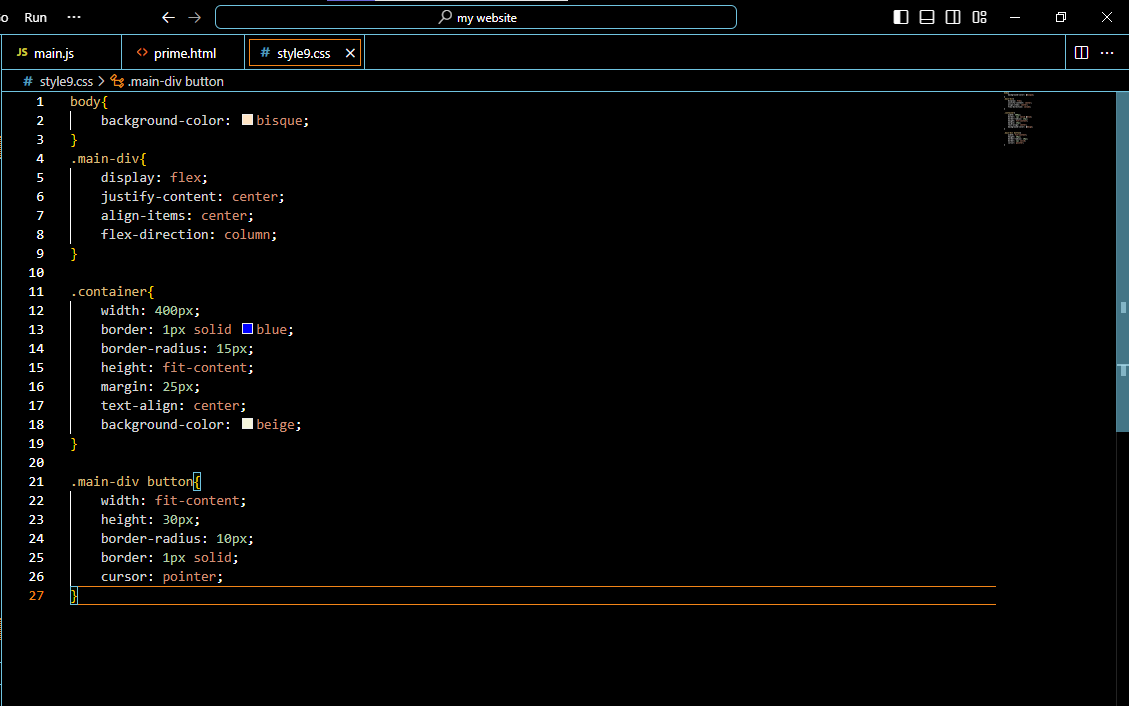 o Run ··· my website
JS main.js <> prime.html # style9.css
# style9.css > .main-div button
1 body{
2     background-color: bisque;
3 }
4 .main-div{
5     display: flex;
6     justify-content: center;
7     align-items: center;
8     flex-direction: column;
9 }
10
11 .container{
12     width: 400px;
13     border: 1px solid blue;
14     border-radius: 15px;
15     height: fit-content;
16     margin: 25px;
17     text-align: center;
18     background-color: beige;
19 }
20
21 .main-div button{
22     width: fit-content;
23     height: 30px;
24     border-radius: 10px;
25     border: 1px solid;
26     cursor: pointer;
27 }